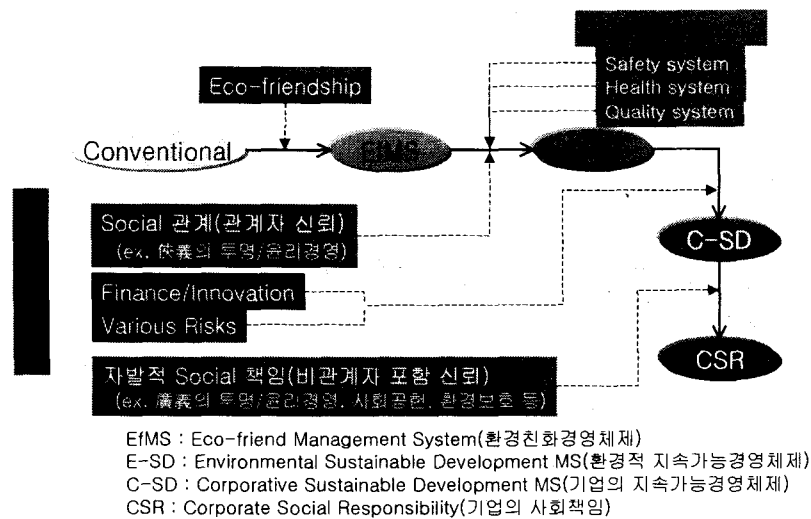 Safety system
Health system
Quality system
Eco-friendship
Conventional
EfMS
Social 관계(관계자 신뢰)
(ex. 俠義의 투명/윤리경영)
C-SD
Finance/Innovation
Various Risks
CSR
자발적 Social 책임(비관계자 포함 신뢰)
(ex. 廣義의 투명/윤리경영, 사회공헌, 환경보호 등)
EfMS : Eco-friend Management System(환경친화경영체제)
E-SD : Environmental Sustainable Development MS(환경적 지속가능경영체제)
C-SD : Corporative Sustainable Development MS(기업의 지속가능경영체제)
CSR : Corporate Social Responsibility(기업의 사회책임)